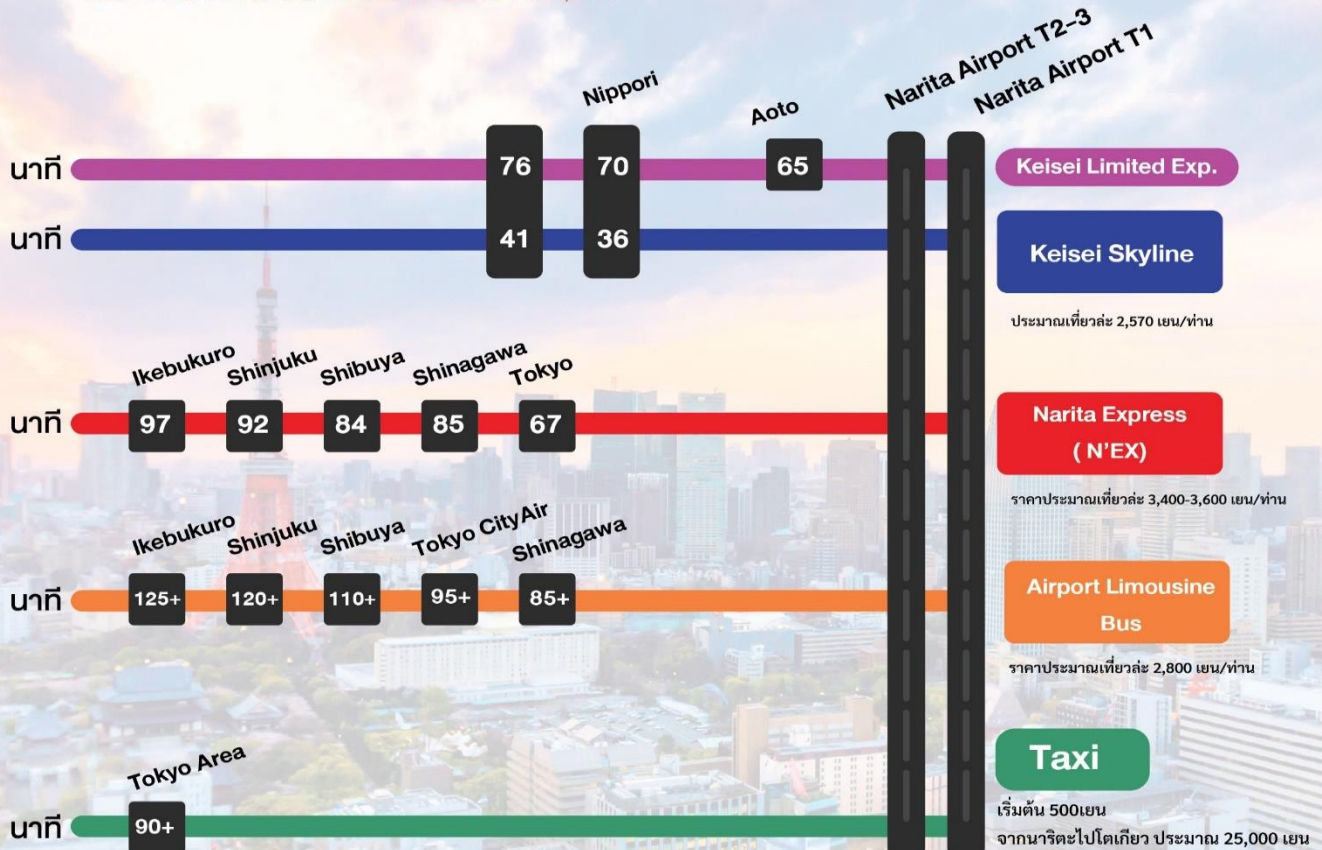 Narita Airport T2-3
Narita Airport T1
Nippori
Aoto
นาที
76
70
65
Keisei Limited Exp.
นาที
41
36
Keisei Skyline
ประมาณเที่ยวล่ะ 2,570 เยน/ท่าน
Ikebukuro
Shinjuku
Shibuya
Shinagawa
Tokyo
นาที
97
92
84
85
67
Narita Express
( N'EX)
ราคาประมาณเที่ยวล่ะ 3,400-3,600 เยน/ท่าน
Ikebukuro
Shinjuku
Shibuya
Tokyo CityAir
Shinagawa
นาที
125+
120+
110+
95+
85+
Airport Limousine
Bus
ราคาประมาณเที่ยวล่ะ 2,800 เยน/ท่าน
Tokyo Area
นาที
90+
Taxi
เริ่มต้น 500เยน
จากนาริตะไปโตเกียว ประมาณ 25,000 เยน